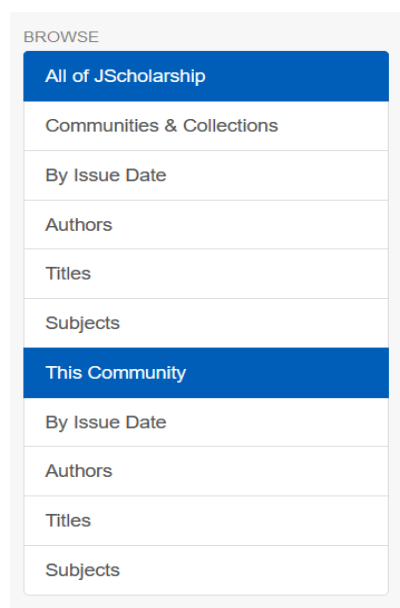 BROWSE
All of JScholarship
Communities & Collections
By Issue Date
Authors
Titles
Subjects
This Community
By Issue Date
Authors
Titles
Subjects